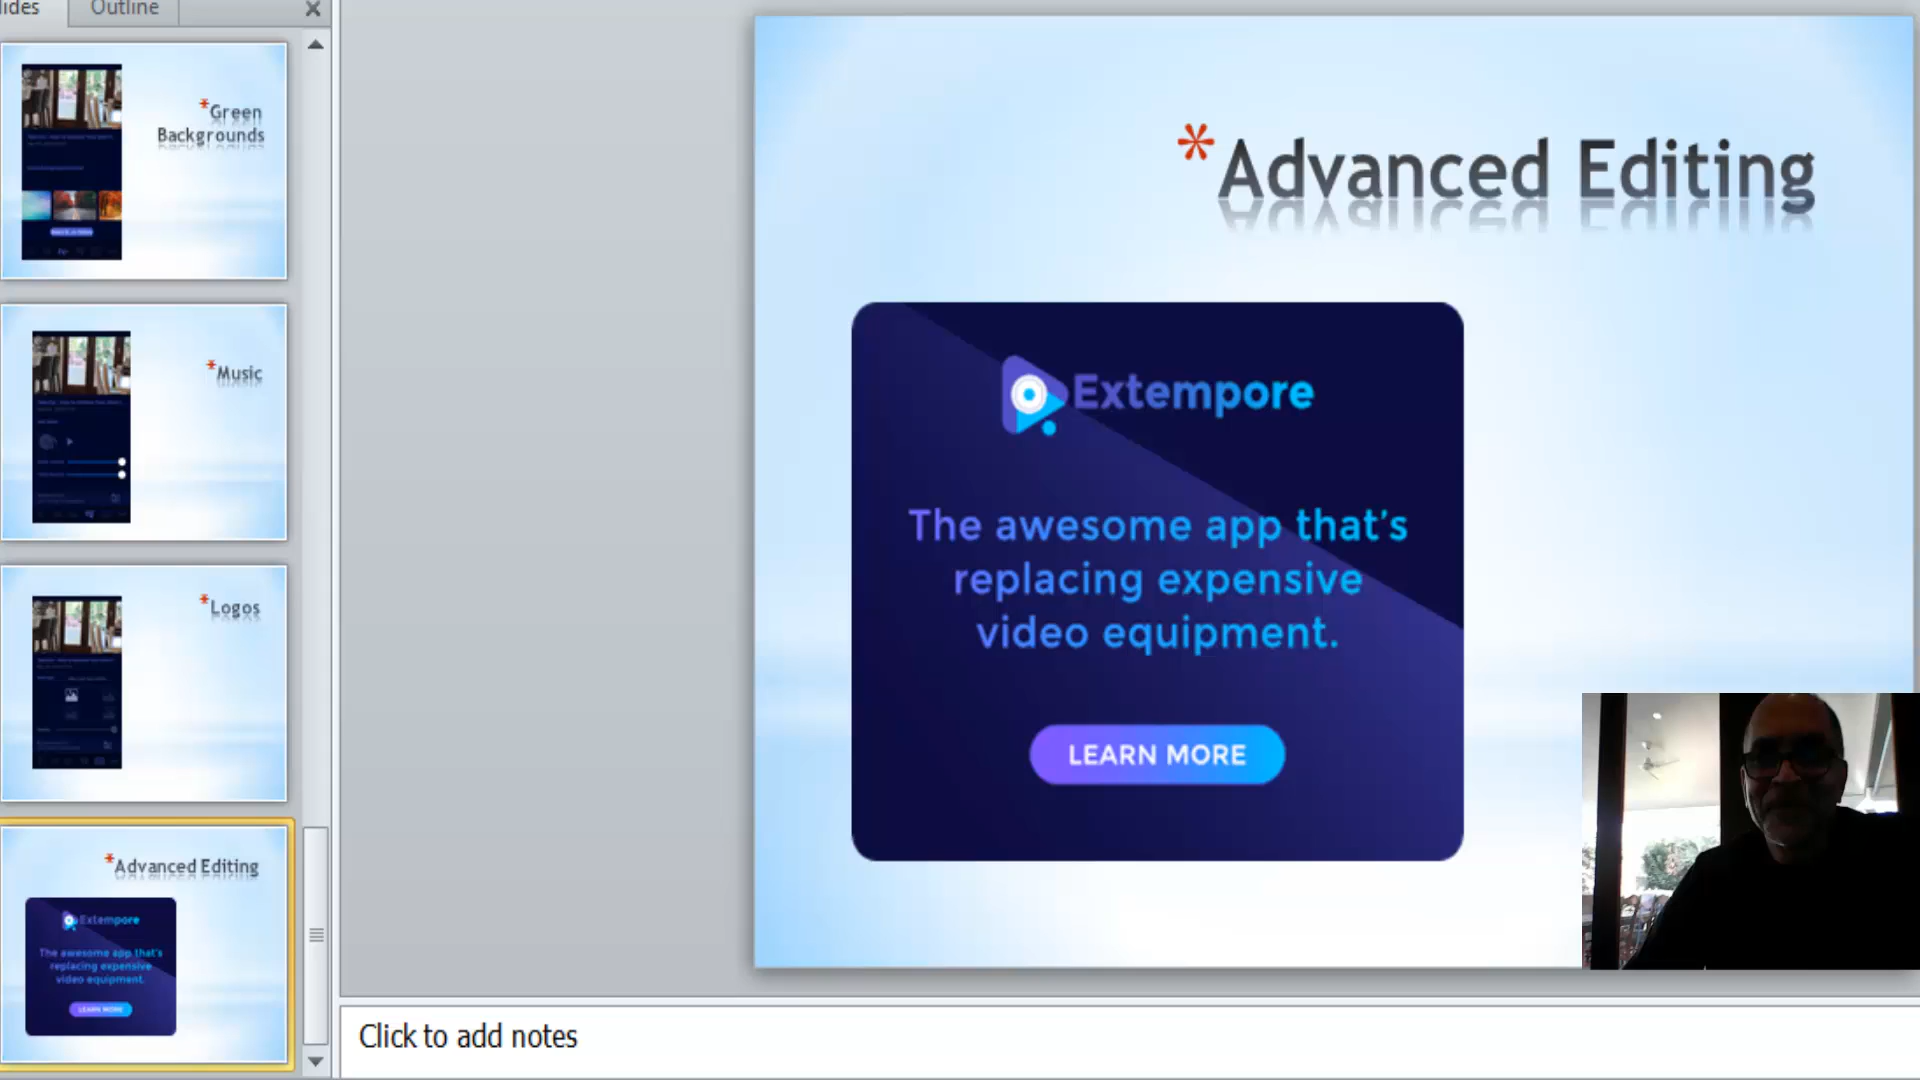 lides Outline
*Green
Backgrounds
*Music
*Logos
*Advanced Editing
Extempore
The awesome app that's
replacing expensive
video equipment.
LEARN MORE
*Advanced Editing
Extempore
The awesome app that's
replacing expensive
video equipment.
LEARN MORE
Click to add notes